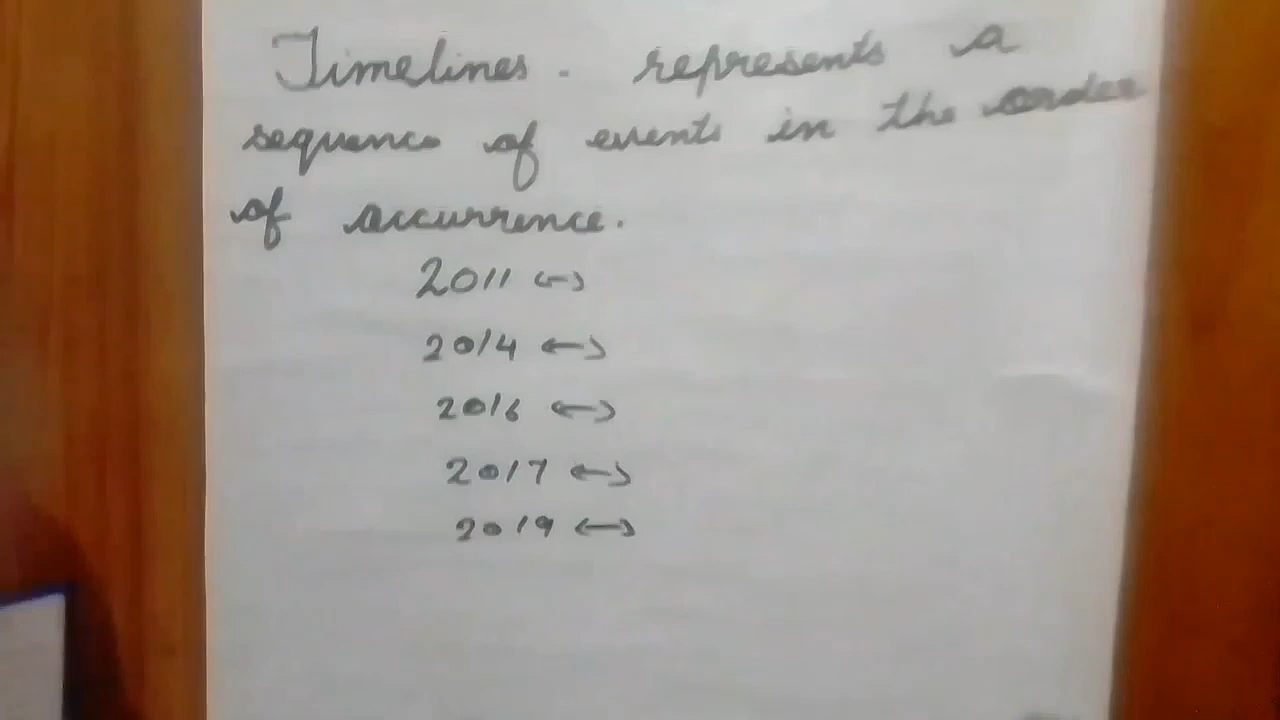 Timelines. represents a
sequence of events in the order
of occurrence.
2011 ↔
2014 ↔
2016 ↔
2017 ↔
2019 ↔